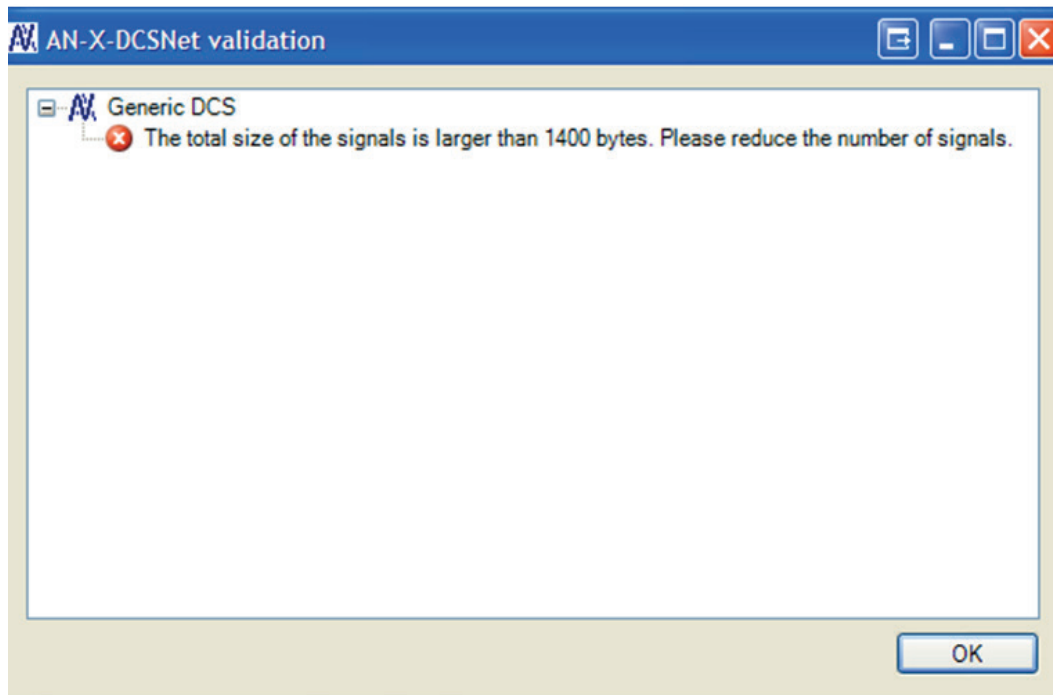 AN-X-DCSNet validation
Generic DCS
The total size of the signals is larger than 1400 bytes. Please reduce the number of signals.
OK